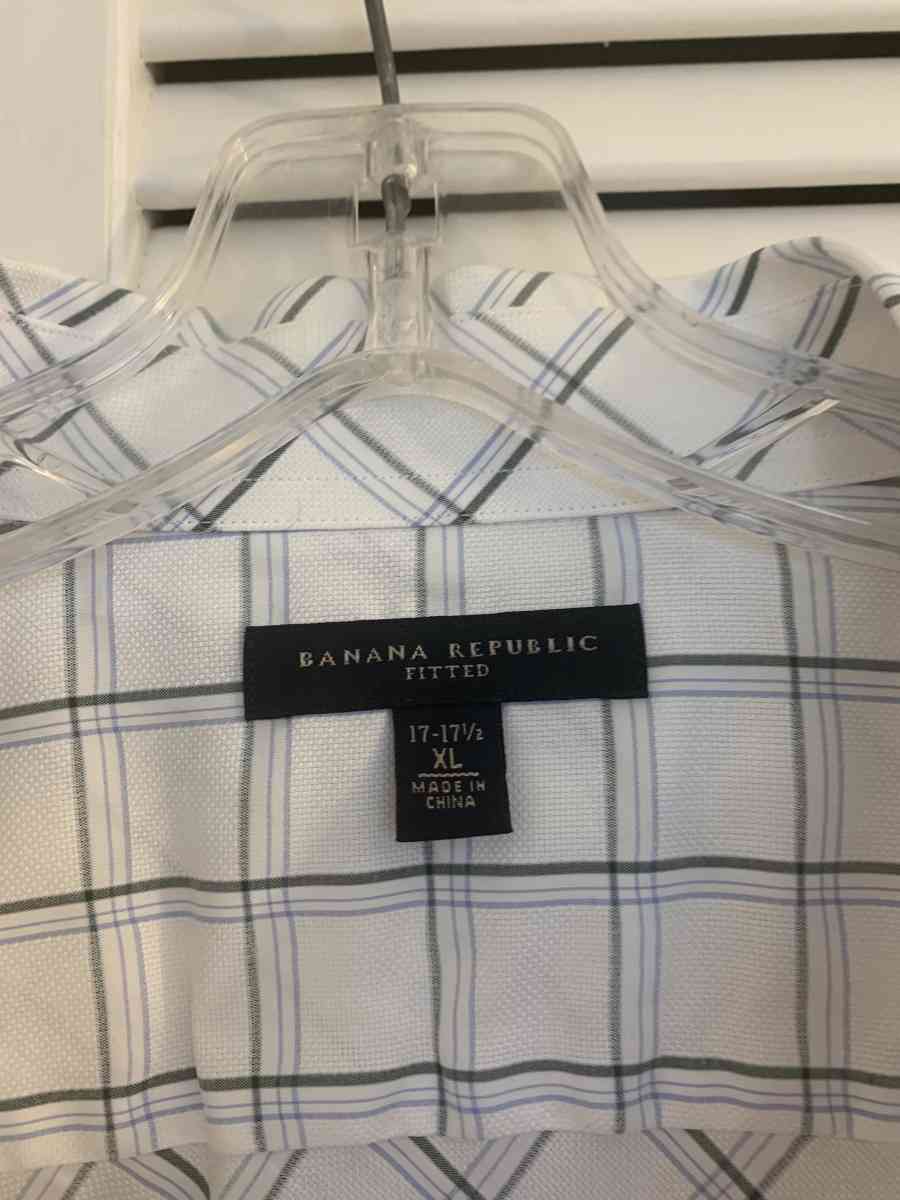 BANANA REPUBLIC
FITTED
17-17½
XL
MADE IN
CHINA